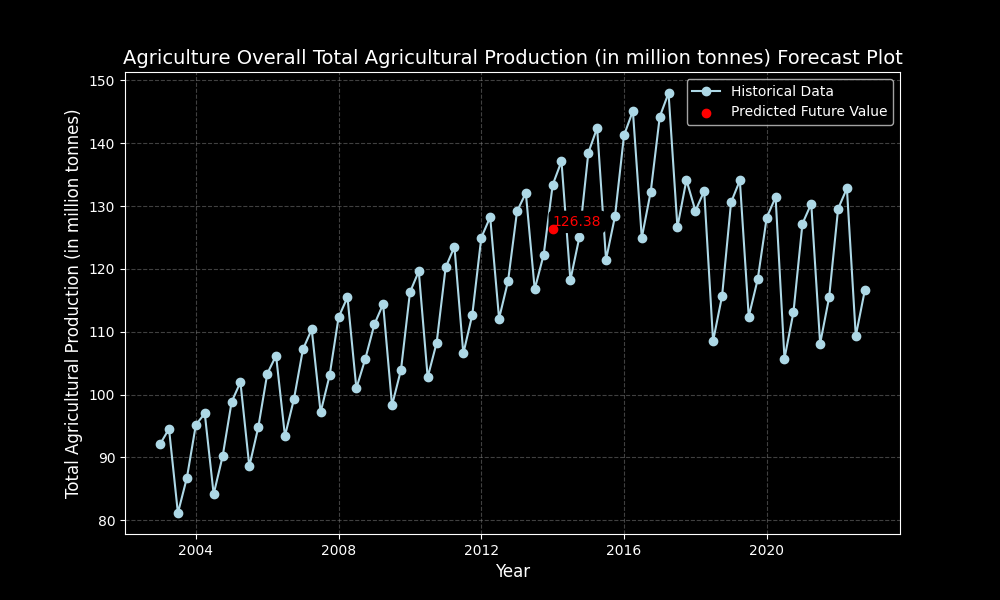 Agriculture Overall Total Agricultural Production (in million tonnes) Forecast Plot
Historical Data
Predicted Future Value
Total Agricultural Production (in million tonnes)
150
140
130
120
110
100
90
80
126.38
2004
2008
2012
2016
2020
Year